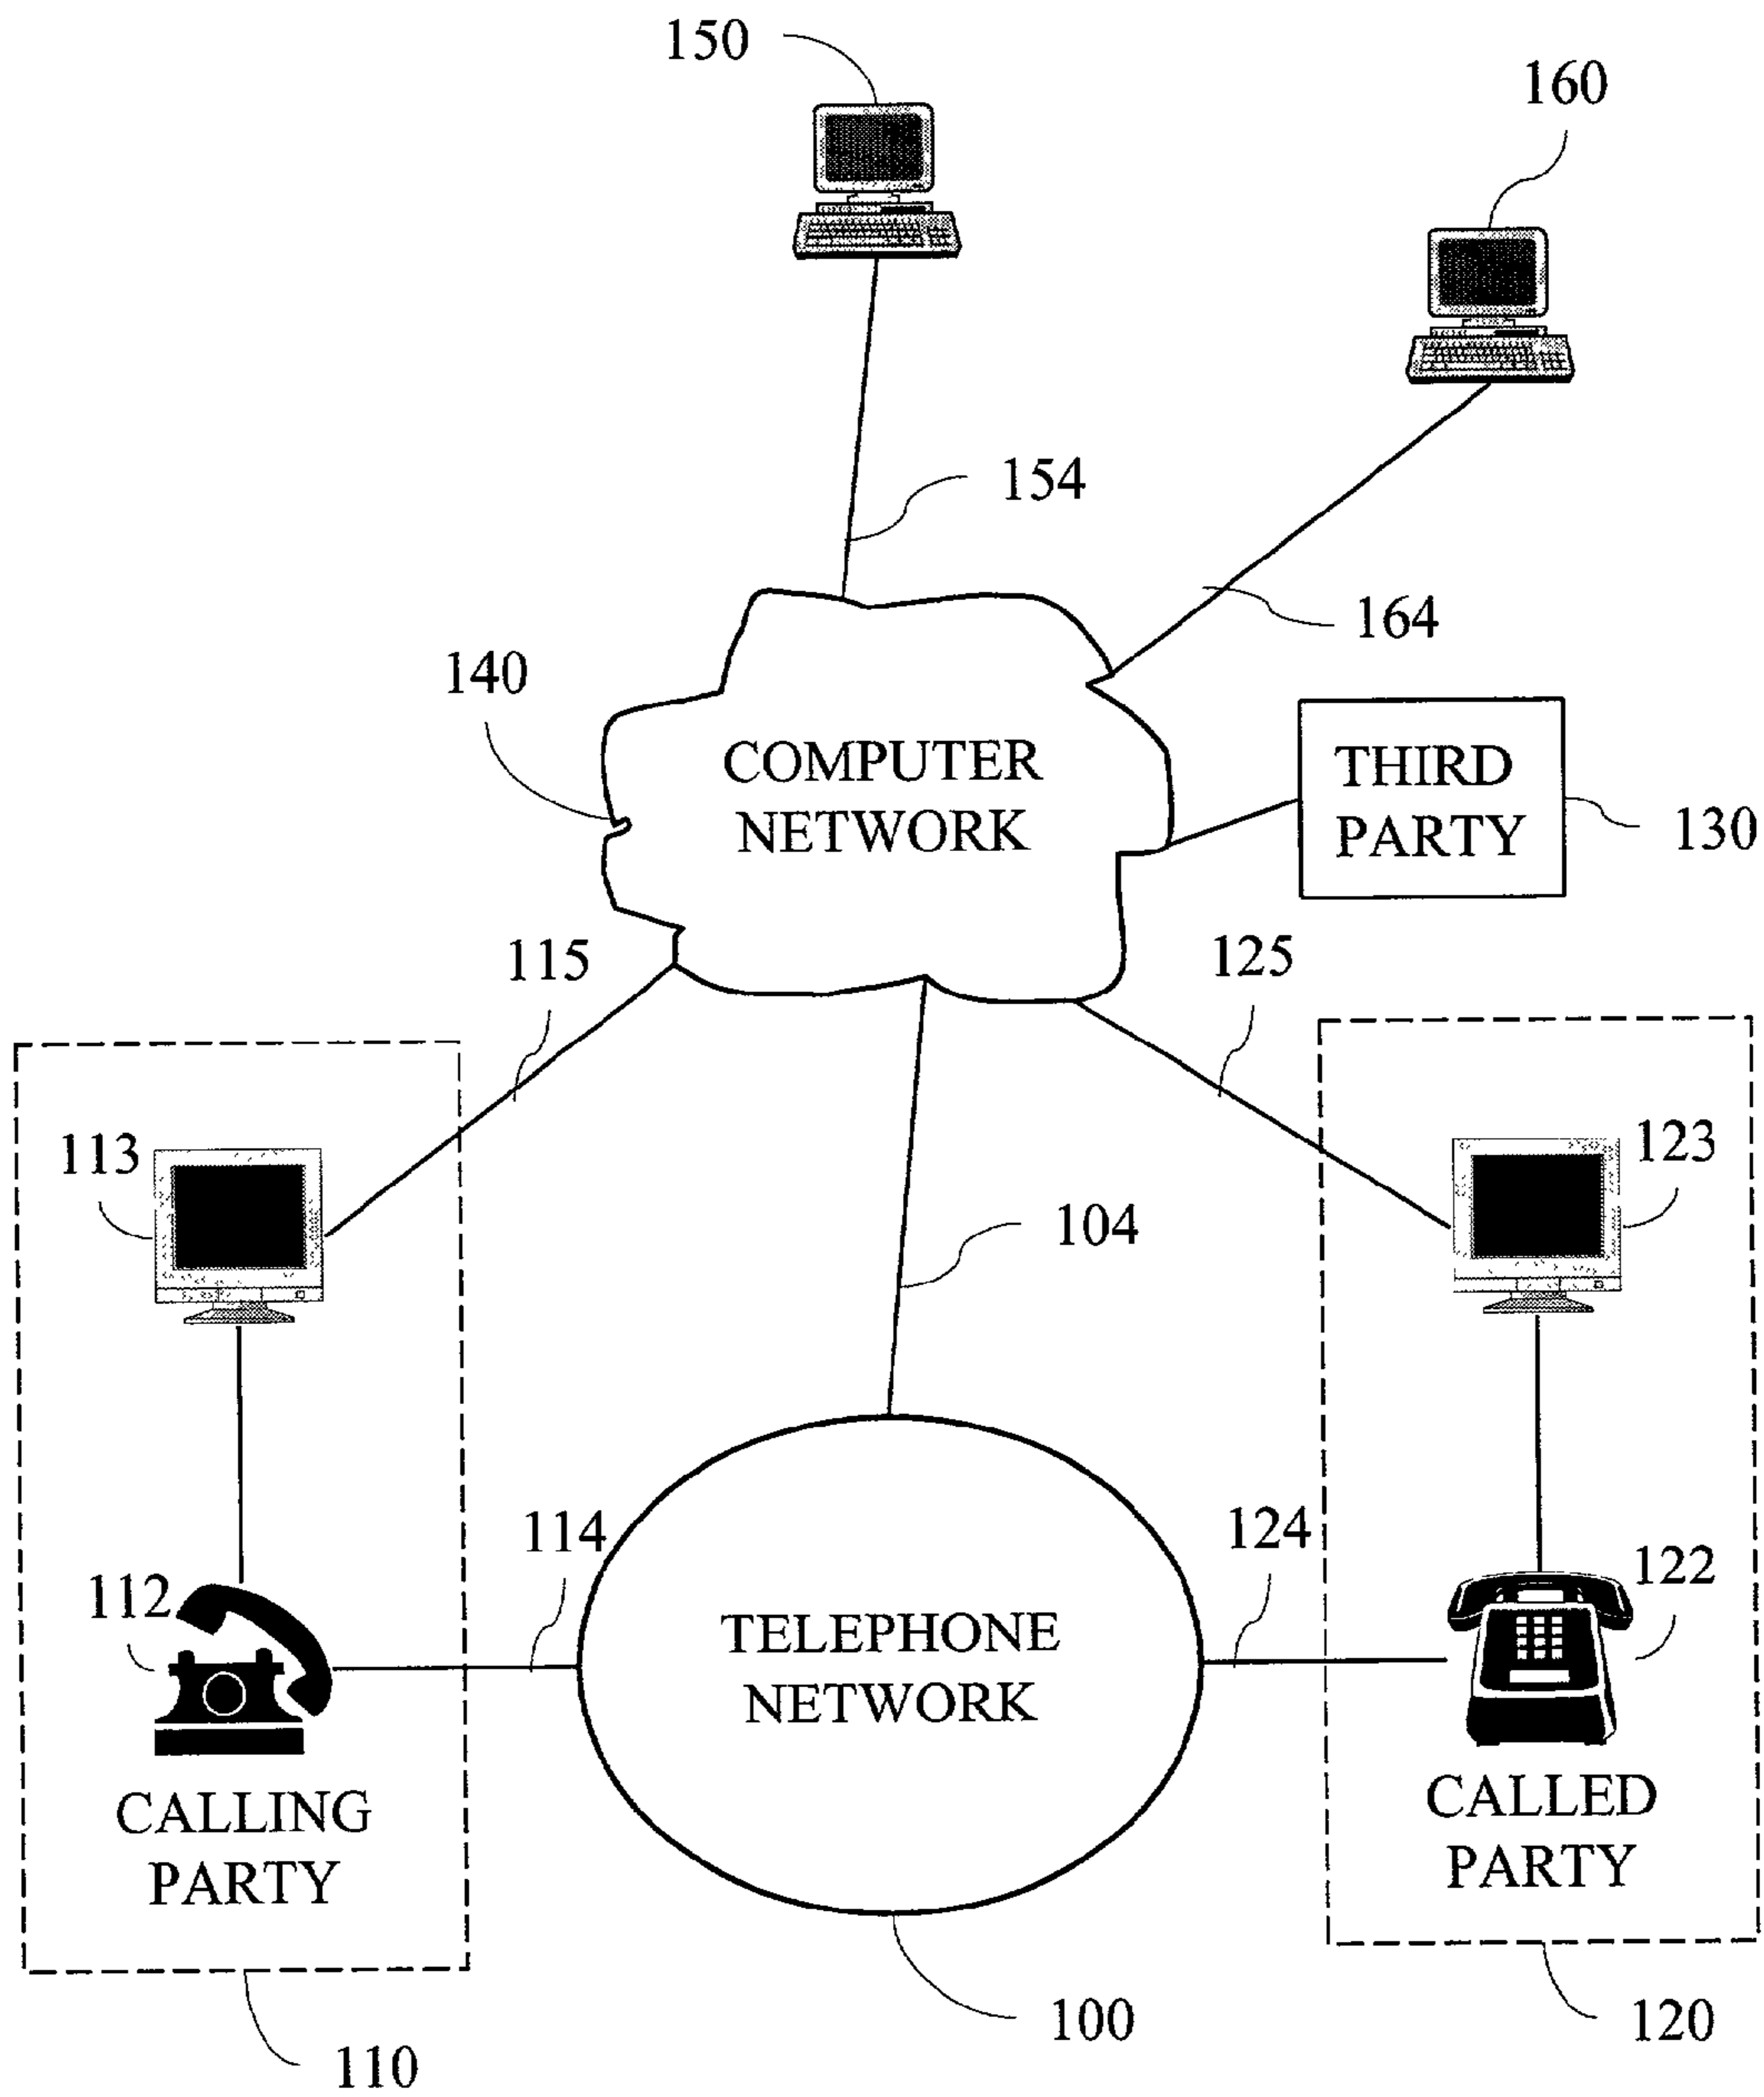 150
160
154
164
140
COMPUTER
NETWORK
THIRD
PARTY
130
115
125
113
123
104
114
124
112
122
TELEPHONE
NETWORK
CALLING
PARTY
CALLED
PARTY
100
120
110